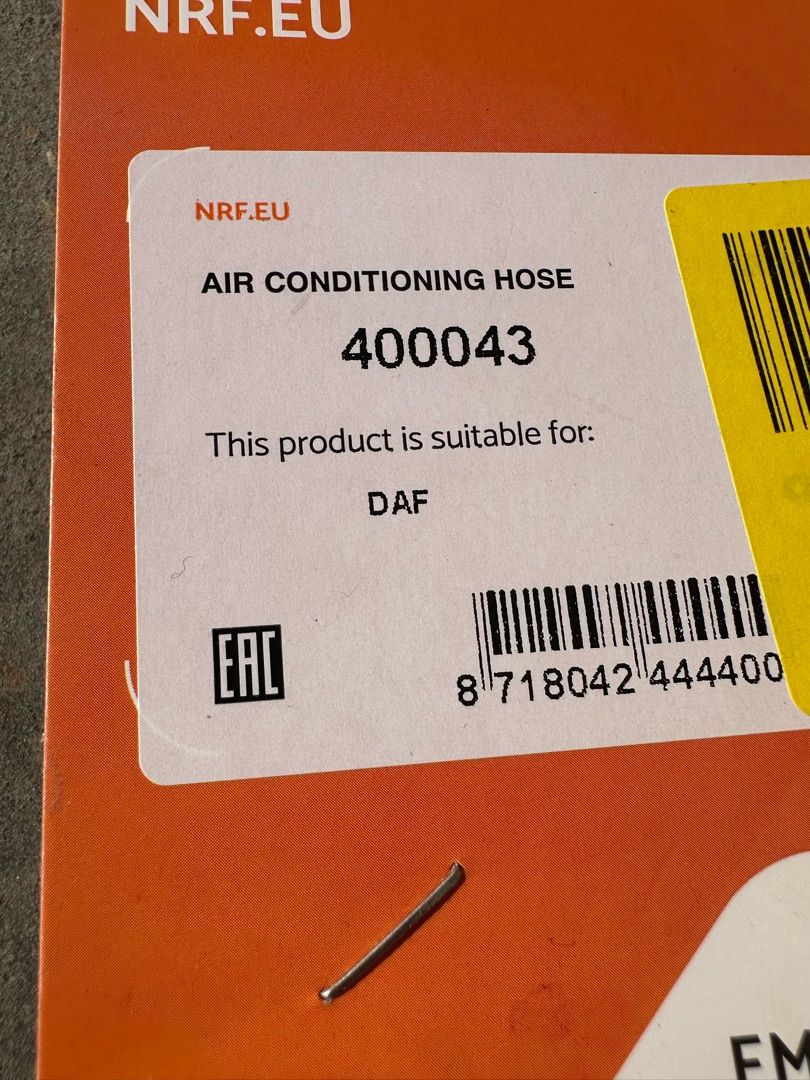 NRF.EU
NRF.EU
AIR CONDITIONING HOSE
400043
This product is suitable for:
DAF
EAC
8 718042 444400